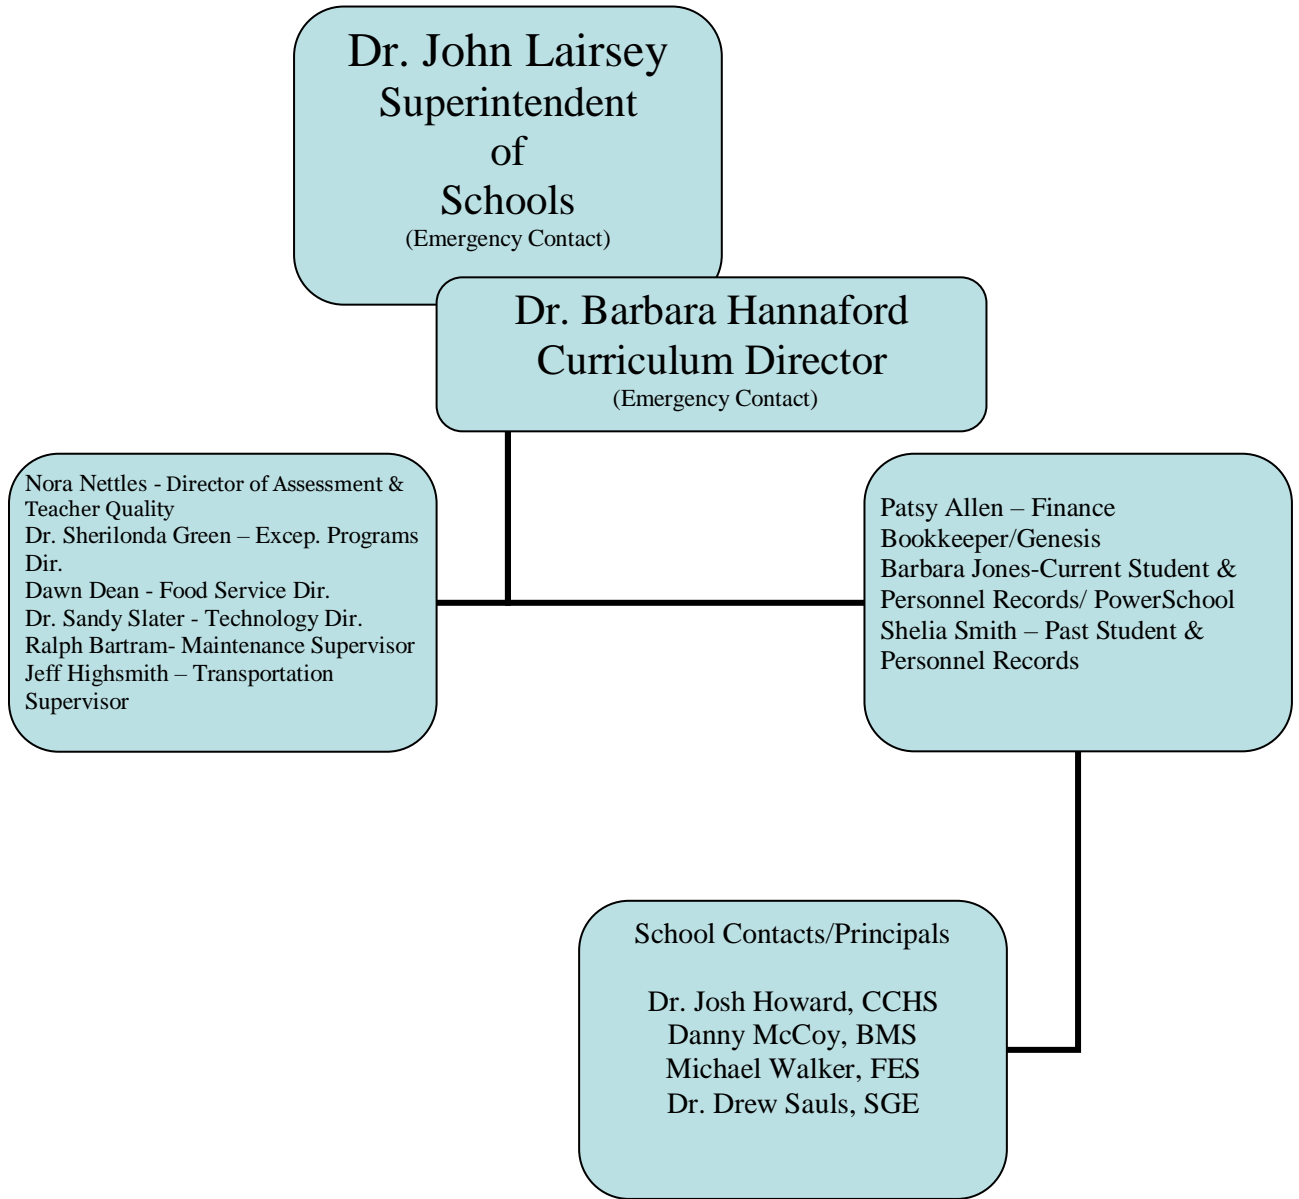 Dr. John Lairsey
Superintendent
of
Schools
(Emergency Contact)
Dr. Barbara Hannaford
Curriculum Director
(Emergency Contact)
Nora Nettles - Director of Assessment &
Teacher Quality
Dr. Sherilonda Green – Excep. Programs
Dir.
Dawn Dean - Food Service Dir.
Dr. Sandy Slater - Technology Dir.
Ralph Bartram- Maintenance Supervisor
Jeff Highsmith – Transportation
Supervisor
Patsy Allen – Finance
Bookkeeper/Genesis
Barbara Jones-Current Student &
Personnel Records/ PowerSchool
Shelia Smith – Past Student &
Personnel Records
School Contacts/Principals
Dr. Josh Howard, CCHS
Danny McCoy, BMS
Michael Walker, FES
Dr. Drew Sauls, SGE